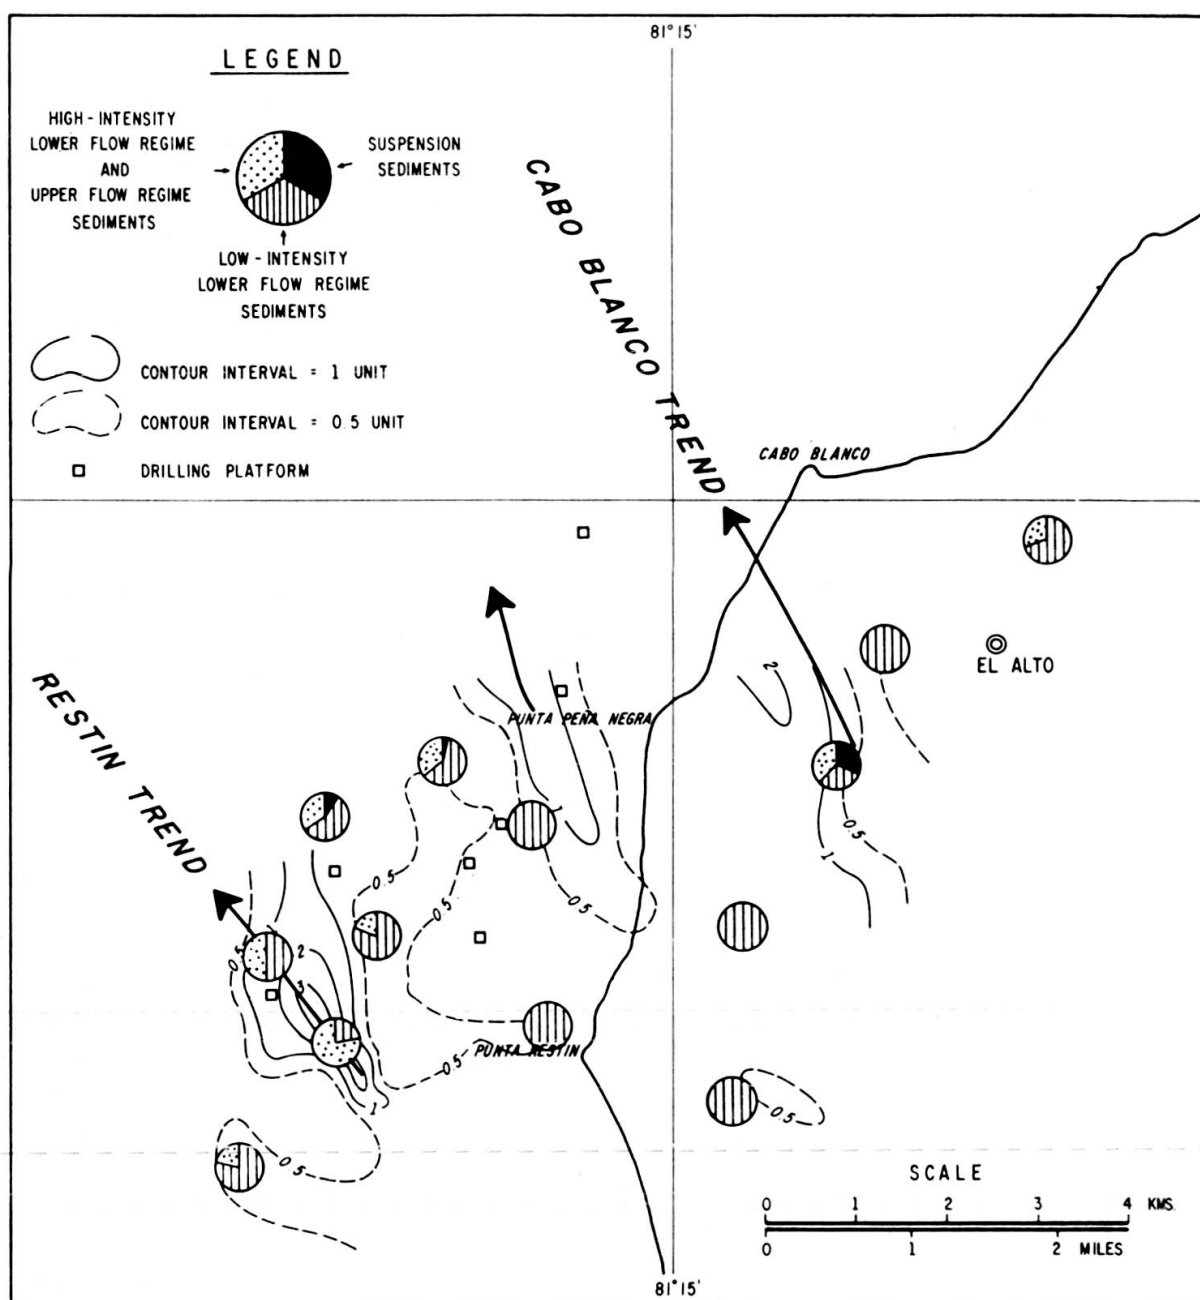 81°15'
LEGEND
HIGH-INTENSITY
LOWER FLOW REGIME
AND
UPPER FLOW REGIME
SEDIMENTS
SUSPENSION
SEDIMENTS
LOW-INTENSITY
LOWER FLOW REGIME
SEDIMENTS
CONTOUR INTERVAL = 1 UNIT
CONTOUR INTERVAL = 0.5 UNIT
DRILLING PLATFORM
CABO BLANCO TREND
CABO BLANCO
EL ALTO
RESTIN TREND
PUNTA PEÑA NEGRA
2
1
0.5
0.5
1
0.5
0.5
0.5
2
3
0.5
PUNTA RESTIN
0.5
1
0.5
0.5
SCALE
0 1 2 3 4 KMS.
0 1 2 MILES
81°15'